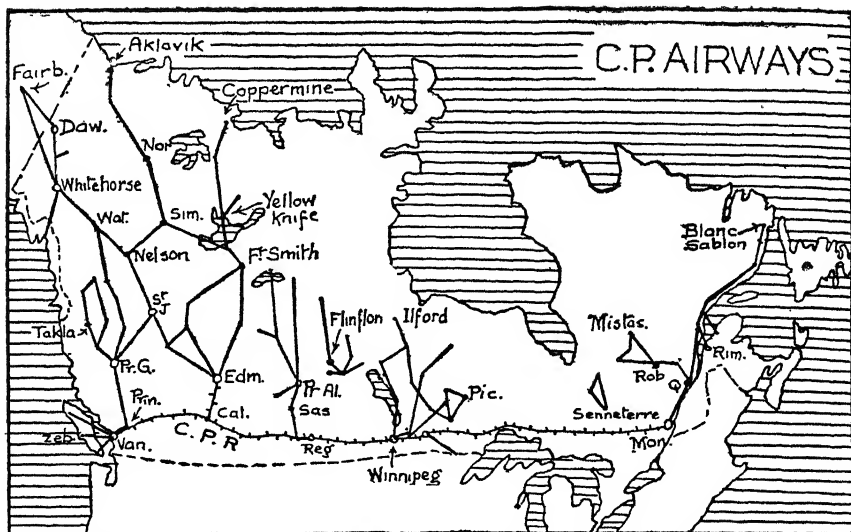 C.P. AIRWAYS
Aklavik
Fairb.
Coppermine
Daw.
Nor
Whitehorse
Yellow
Knife
Wat.
Sim.
Blanc
Sablon
Nelson
Ft Smith
St
J
Flinflon
Ilford
Mistas.
Takla
Rim.
Pr.G.
Edm.
Pr Al.
Pic.
Rob
Q
Prin.
Cal.
Sas
Senneterre
Zeb.
Van.
C.P.R
Reg
Mon.
Winnipeg